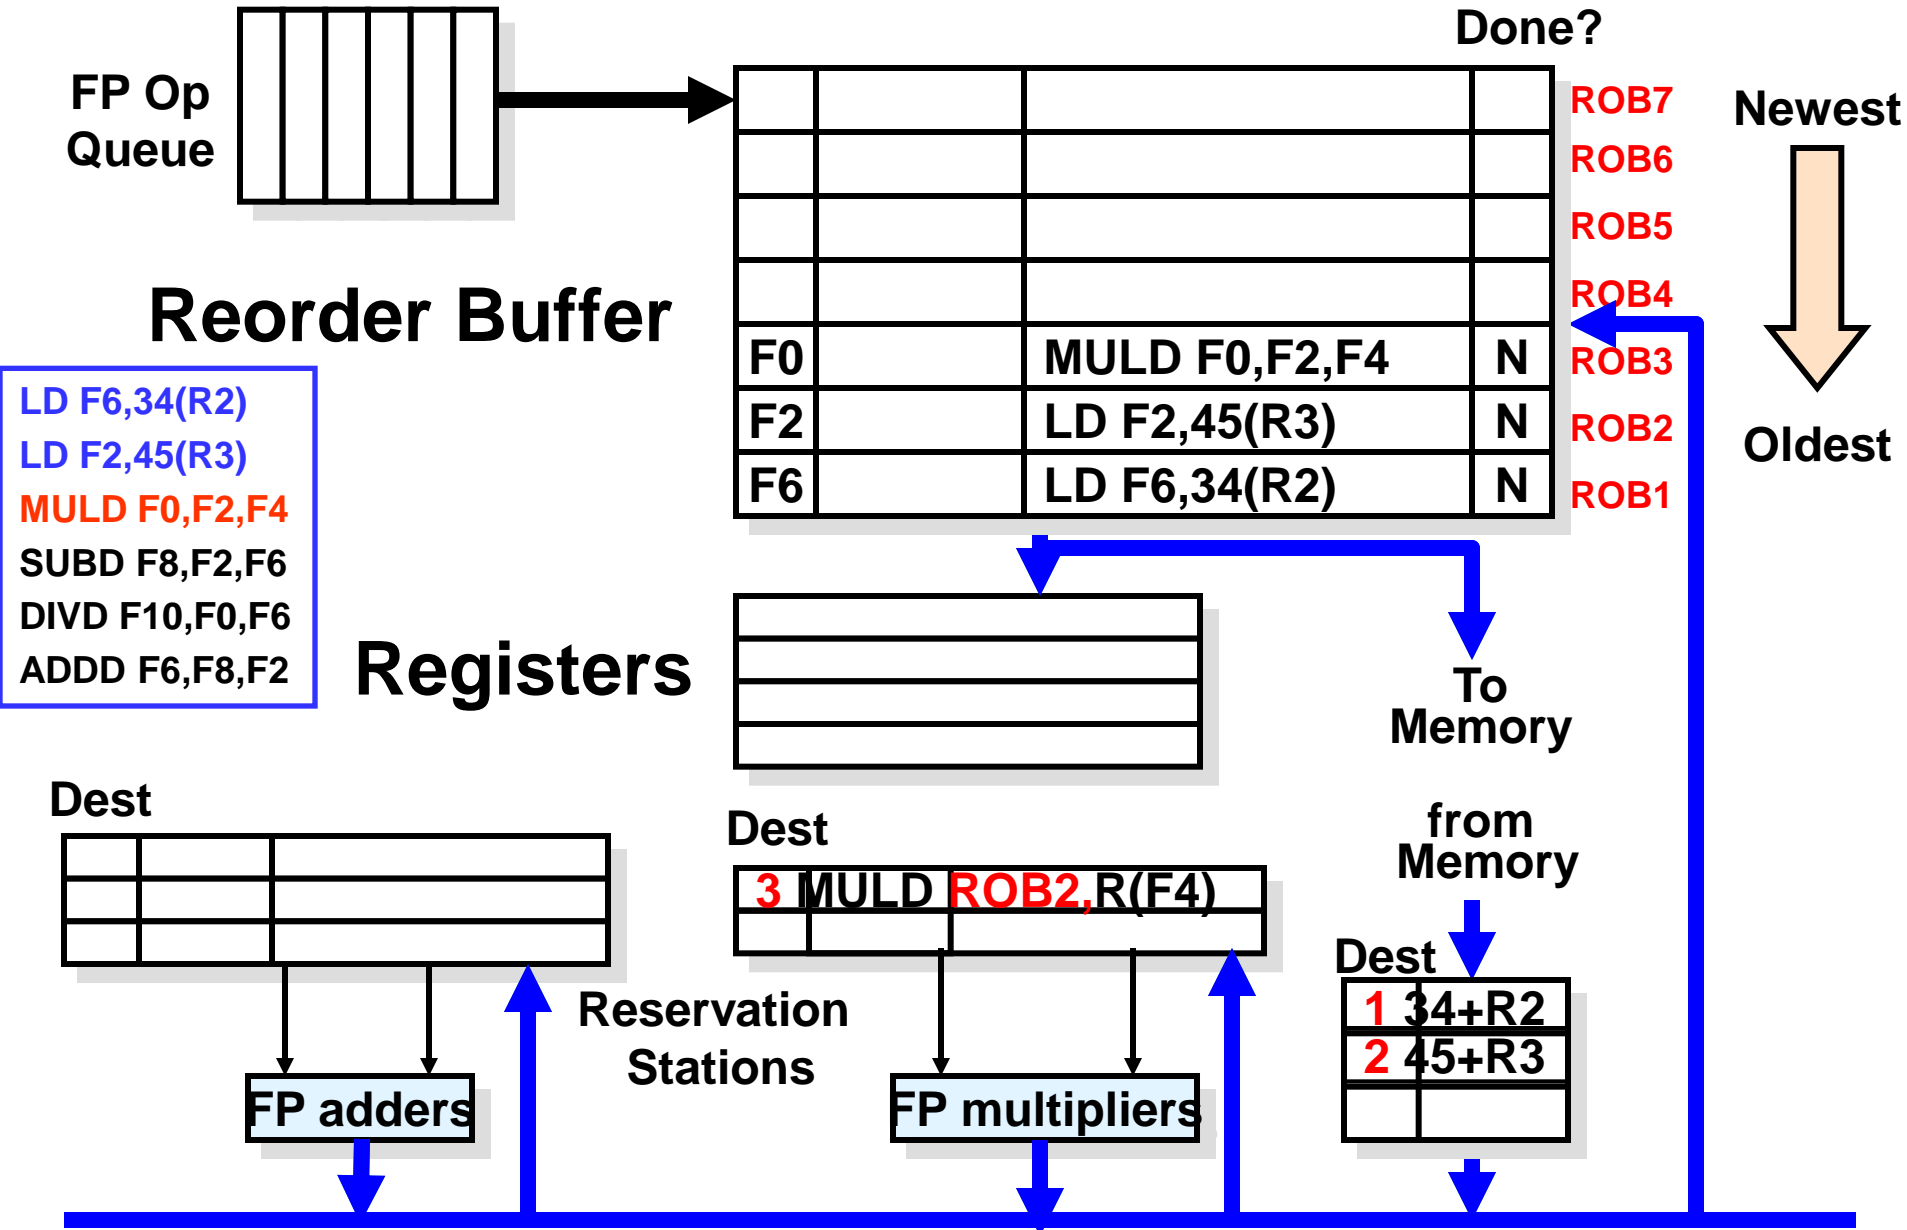 Done?
FP Op
Queue
ROB7
Newest
ROB6
ROB5
Reorder Buffer
ROB4
F0 MULD F0,F2,F4 N ROB3
F2 LD F2,45(R3) N ROB2
F6 LD F6,34(R2) N ROB1
Oldest
LD F6,34(R2)
LD F2,45(R3)
MULD F0,F2,F4
SUBD F8,F2,F6
DIVD F10,F0,F6
ADDD F6,F8,F2
Registers
To
Memory
Dest
Dest
3 MULD ROB2,R(F4)
from
Memory
Dest
1 34+R2
2 45+R3
Reservation
Stations
FP adders
FP multipliers